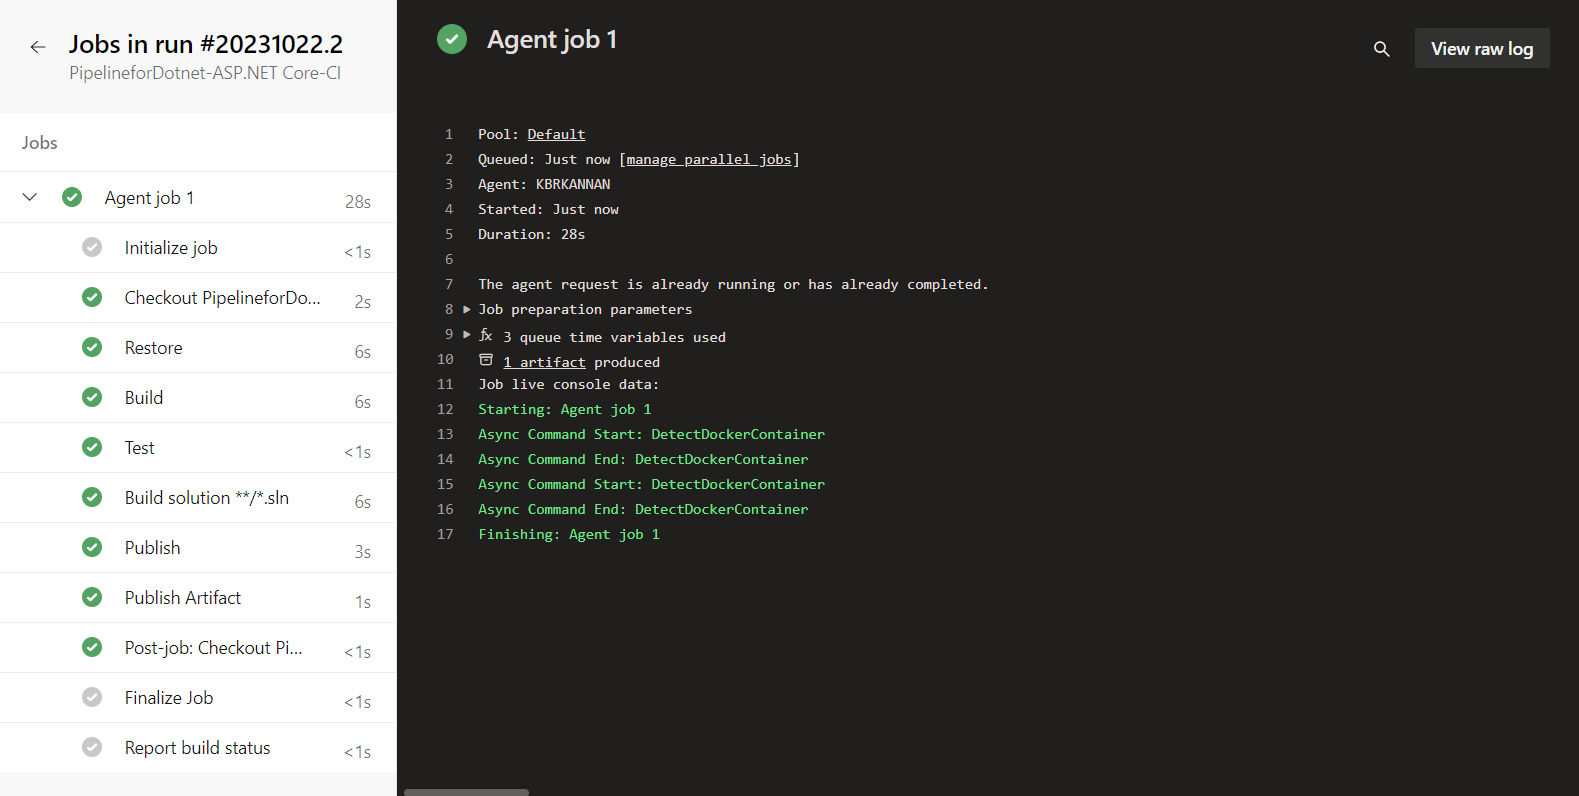 Jobs in run #20231022.2
PipelineforDotnet-ASP.NET Core-CI
Jobs
Agent job 1 28s
Initialize job <1s
Checkout PipelineforDo... 2s
Restore 6s
Build 6s
Test <1s
Build solution **/*.sln 6s
Publish 3s
Publish Artifact 1s
Post-job: Checkout Pi... <1s
Finalize Job <1s
Report build status <1s
Agent job 1
View raw log
1 Pool: Default
2 Queued: Just now [manage parallel jobs]
3 Agent: KBRKANNAN
4 Started: Just now
5 Duration: 28s
6
7 The agent request is already running or has already completed.
8 Job preparation parameters
9 fx 3 queue time variables used
10 1 artifact produced
11 Job live console data:
12 Starting: Agent job 1
13 Async Command Start: DetectDockerContainer
14 Async Command End: DetectDockerContainer
15 Async Command Start: DetectDockerContainer
16 Async Command End: DetectDockerContainer
17 Finishing: Agent job 1